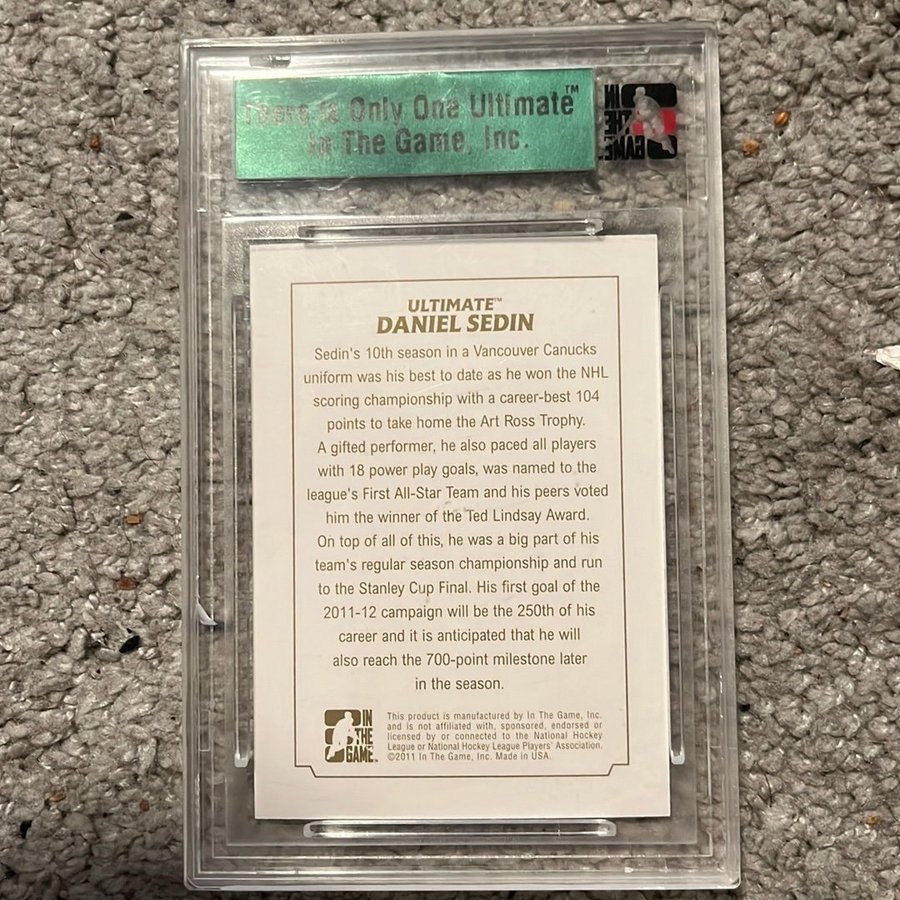 There Is Only One Ultimate™
In The Game, Inc.
IN
THE
GAME
ULTIMATE™
DANIEL SEDIN
Sedin's 10th season in a Vancouver Canucks
uniform was his best to date as he won the NHL
scoring championship with a career-best 104
points to take home the Art Ross Trophy.
A gifted performer, he also paced all players
with 18 power play goals, was named to the
league's First All-Star Team and his peers voted
him the winner of the Ted Lindsay Award.
On top of all of this, he was a big part of his
team's regular season championship and run
to the Stanley Cup Final. His first goal of the
2011-12 campaign will be the 250th of his
career and it is anticipated that he will
also reach the 700-point milestone later
in the season.
IN
THE
GAME™
This product is manufactured by In The Game, Inc.
and is not affiliated with, sponsored, endorsed or
licensed by or connected to the National Hockey
League or National Hockey League Players' Association.
©2011 In The Game, Inc. Made in USA.